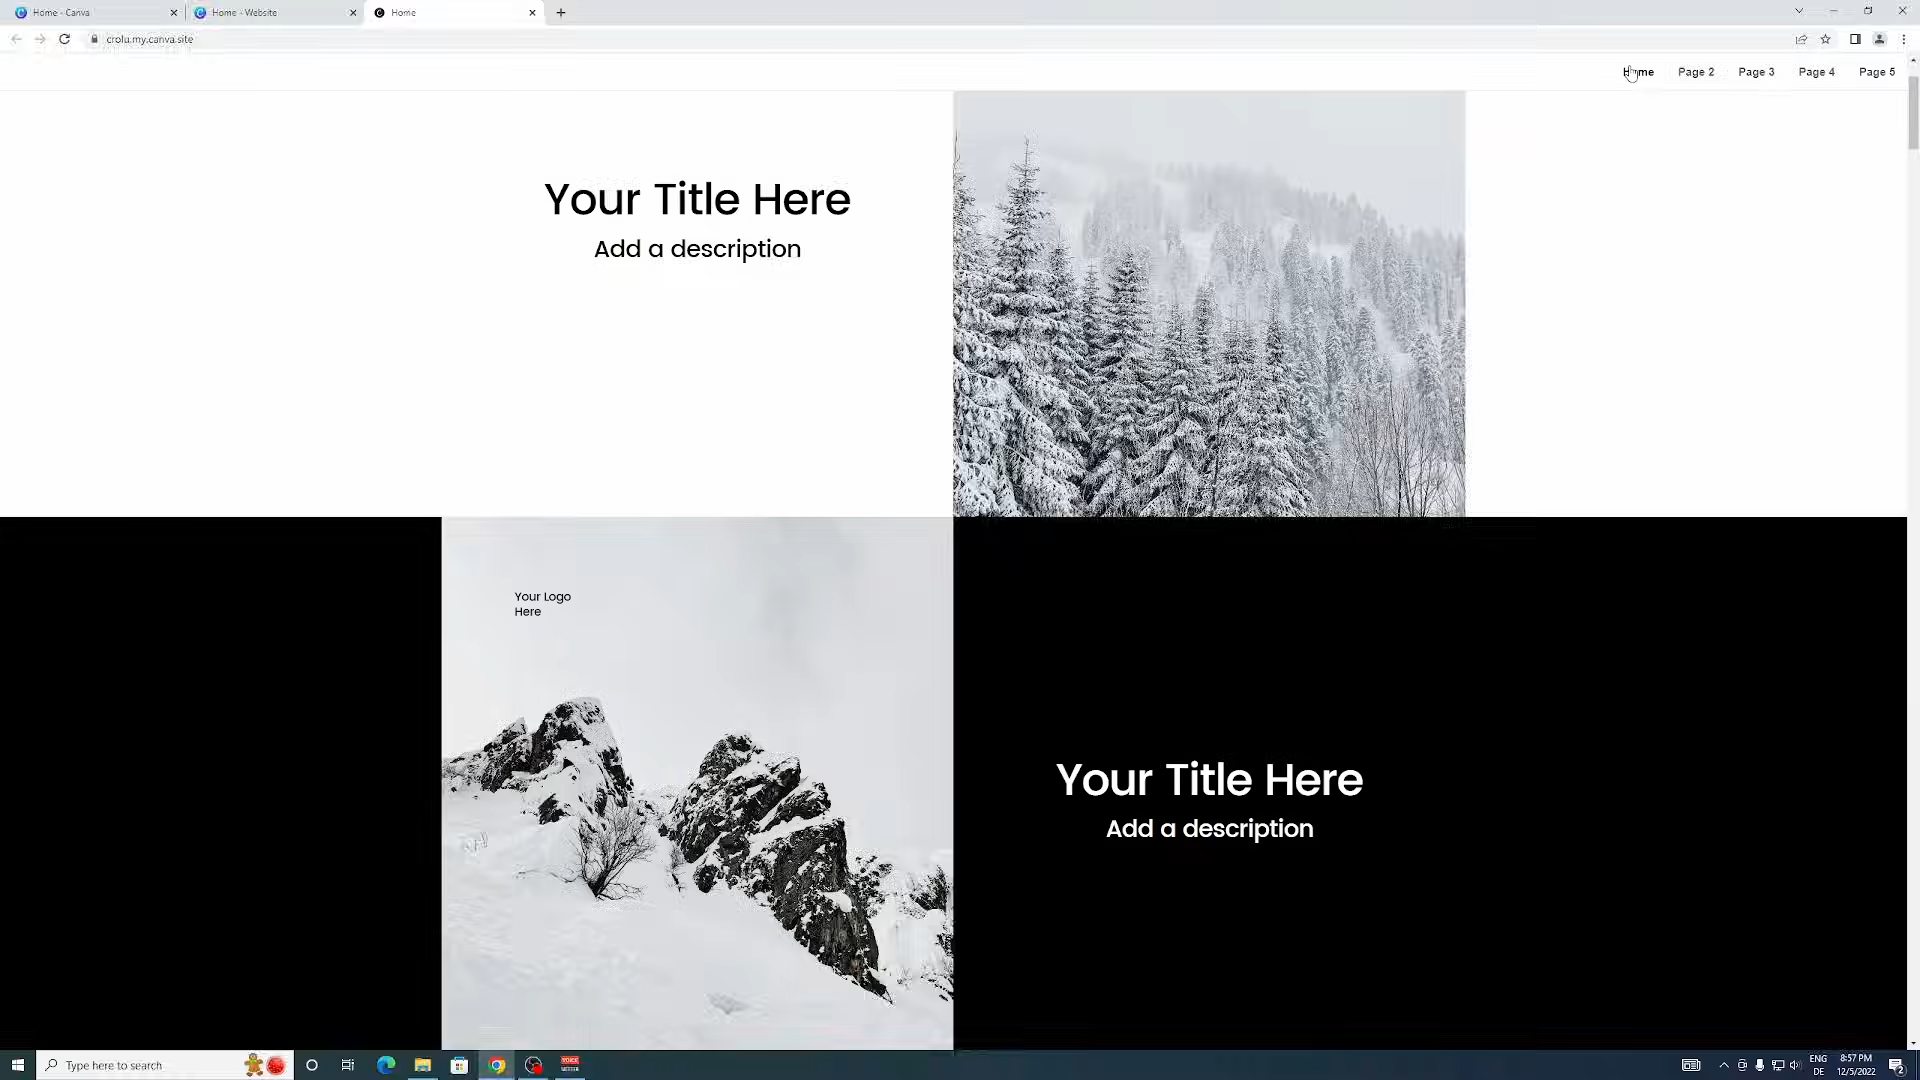 Home - Canva
Home - Website
Home
crolu.my.canva.site
Home Page 2 Page 3 Page 4 Page 5
Your Title Here
Add a description
Your Logo
Here
Your Title Here
Add a description
Type here to search
VOICE
ENG
DE
8:57 PM
12/5/2022
2